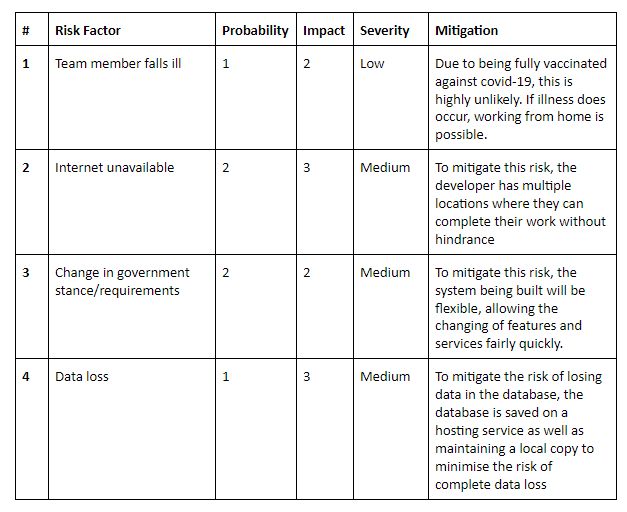 # Risk Factor Probability Impact Severity Mitigation
1 Team member falls ill 1 2 Low Due to being fully vaccinated
against covid-19, this is
highly unlikely. If illness does
occur, working from home is
possible.
2 Internet unavailable 2 3 Medium To mitigate this risk, the
developer has multiple
locations where they can
complete their work without
hindrance
3 Change in government 2 2 Medium To mitigate this risk, the
stance/requirements system being built will be
flexible, allowing the
changing of features and
services fairly quickly.
4 Data loss 1 3 Medium To mitigate the risk of losing
data in the database, the
database is saved on a
hosting service as well as
maintaining a local copy to
minimise the risk of
complete data loss